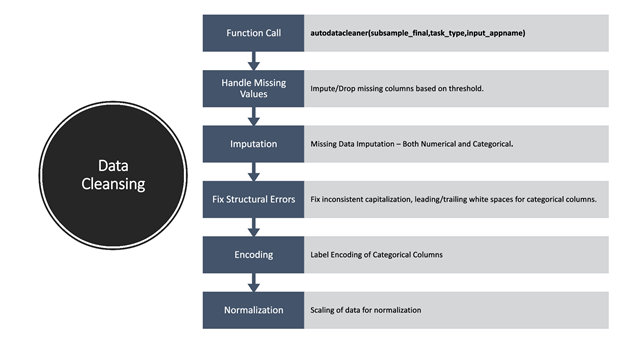 Data
Cleansing
Function Call
autodatacleaner(subsample_final,task_type,input_appname)
Handle Missing
Values
Impute/Drop missing columns based on threshold.
Imputation
Missing Data Imputation – Both Numerical and Categorical.
Fix Structural Errors
Fix inconsistent capitalization, leading/trailing white spaces for categorical columns.
Encoding
Label Encoding of Categorical Columns
Normalization
Scaling of data for normalization